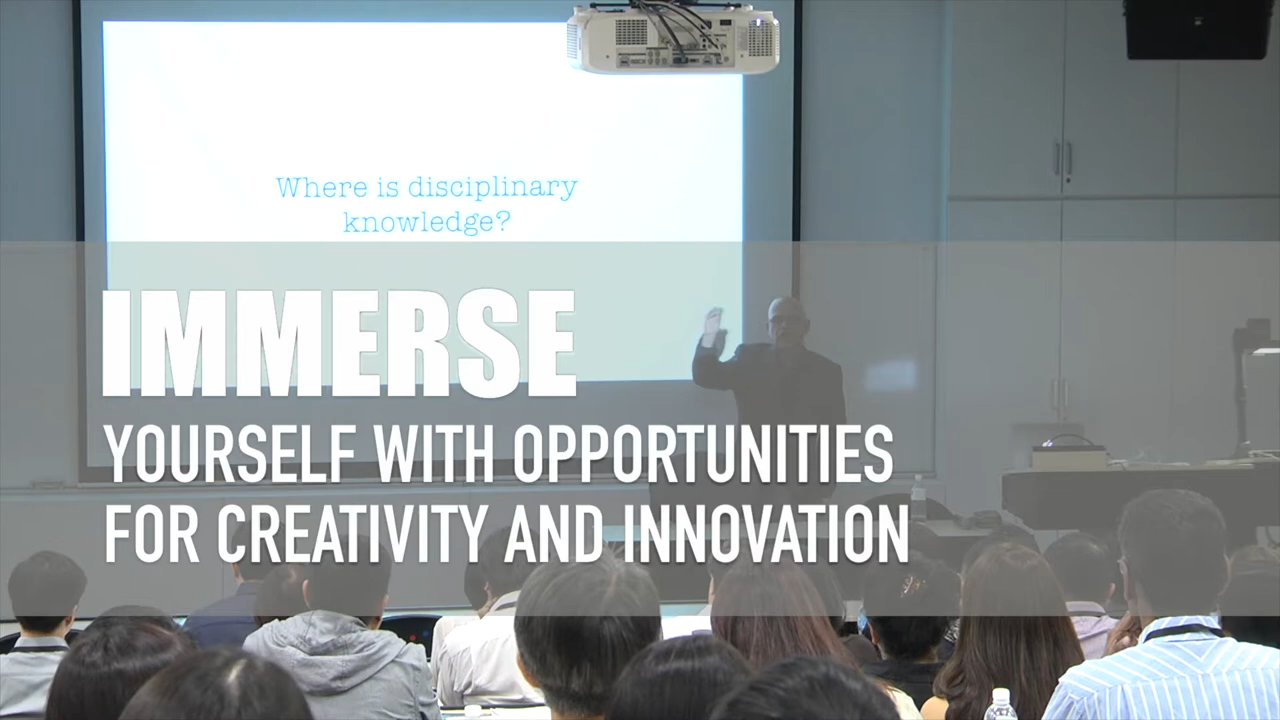 Where is disciplinary
knowledge?
IMMERSE
YOURSELF WITH OPPORTUNITIES
FOR CREATIVITY AND INNOVATION